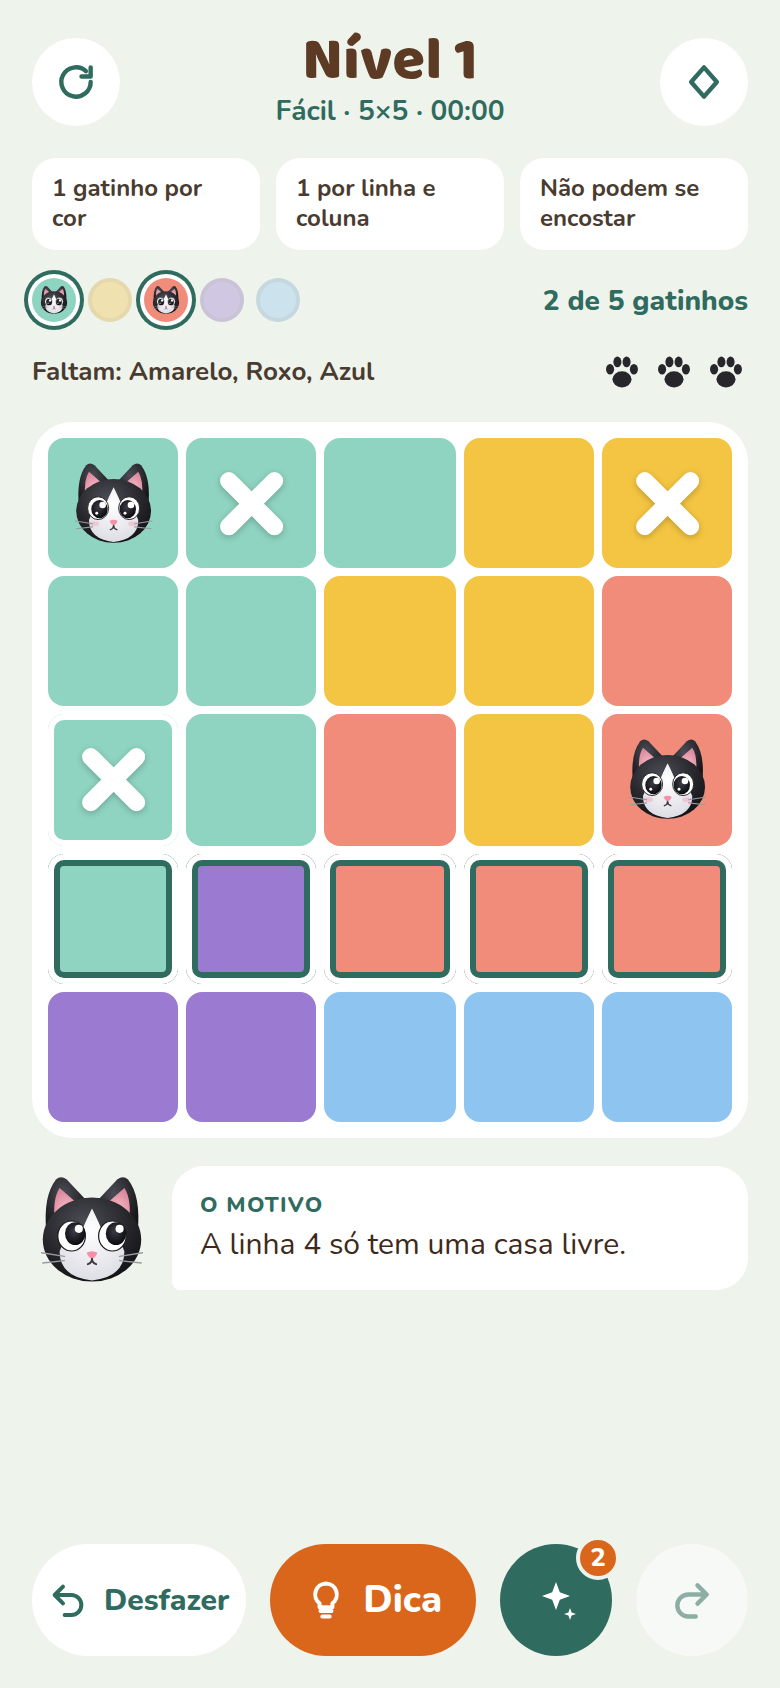 Nível 1
Fácil · 5×5 · 00:00
1 gatinho por
cor
1 por linha e
coluna
Não podem se
encostar
2 de 5 gatinhos
Faltam: Amarelo, Roxo, Azul
O MOTIVO
A linha 4 só tem uma casa livre.
Desfazer
Dica
2